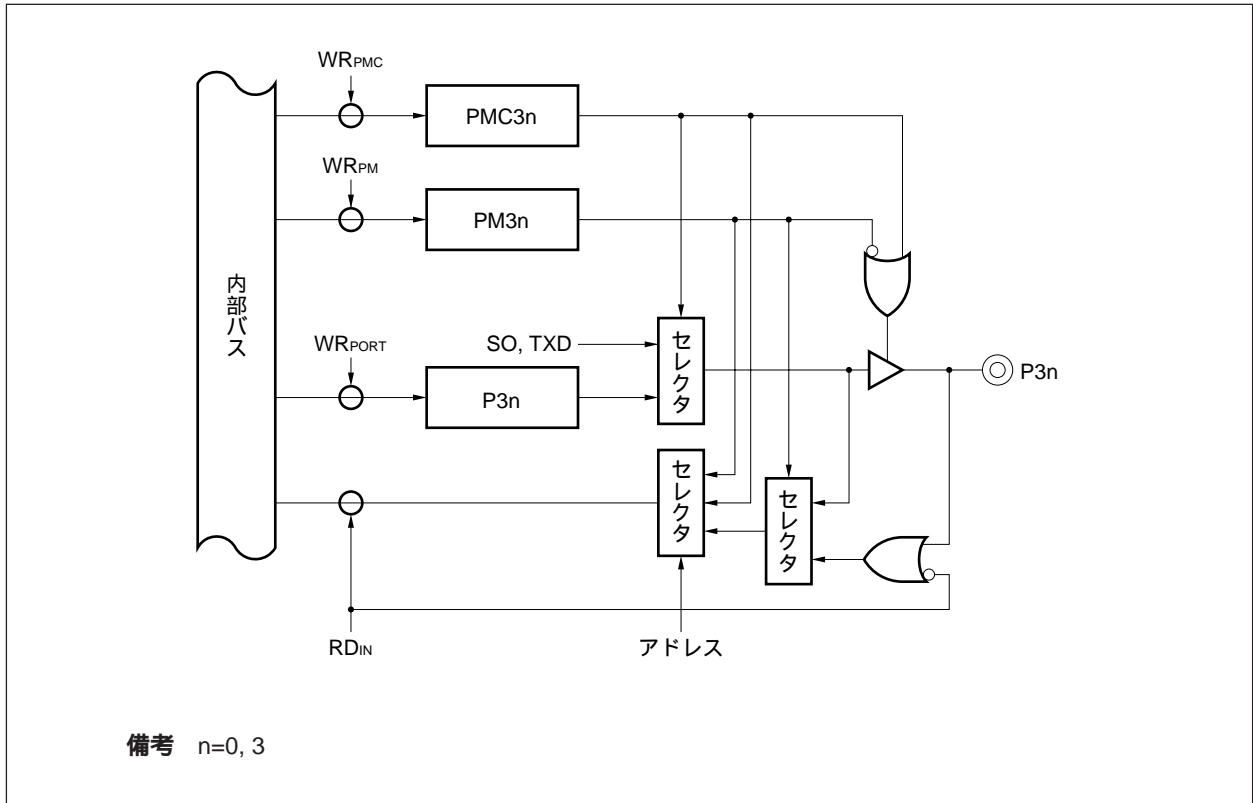 WRPMC
PMC3n
WRPM
PM3n
内部バス
WRPORT
SO, TXD
セレクタ
P3n
P3n
セレクタ
セレクタ
RDIN
アドレス
備考 n=0, 3